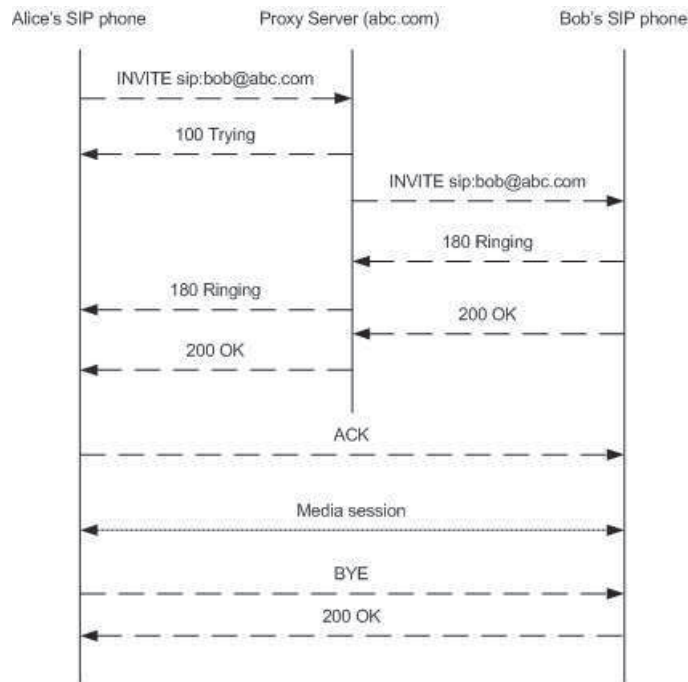 Alice's SIP phone
Proxy Server (abc.com)
Bob's SIP phone
INVITE sip:bob@abc.com
100 Trying
INVITE sip:bob@abc.com
180 Ringing
180 Ringing
200 OK
200 OK
ACK
Media session
BYE
200 OK